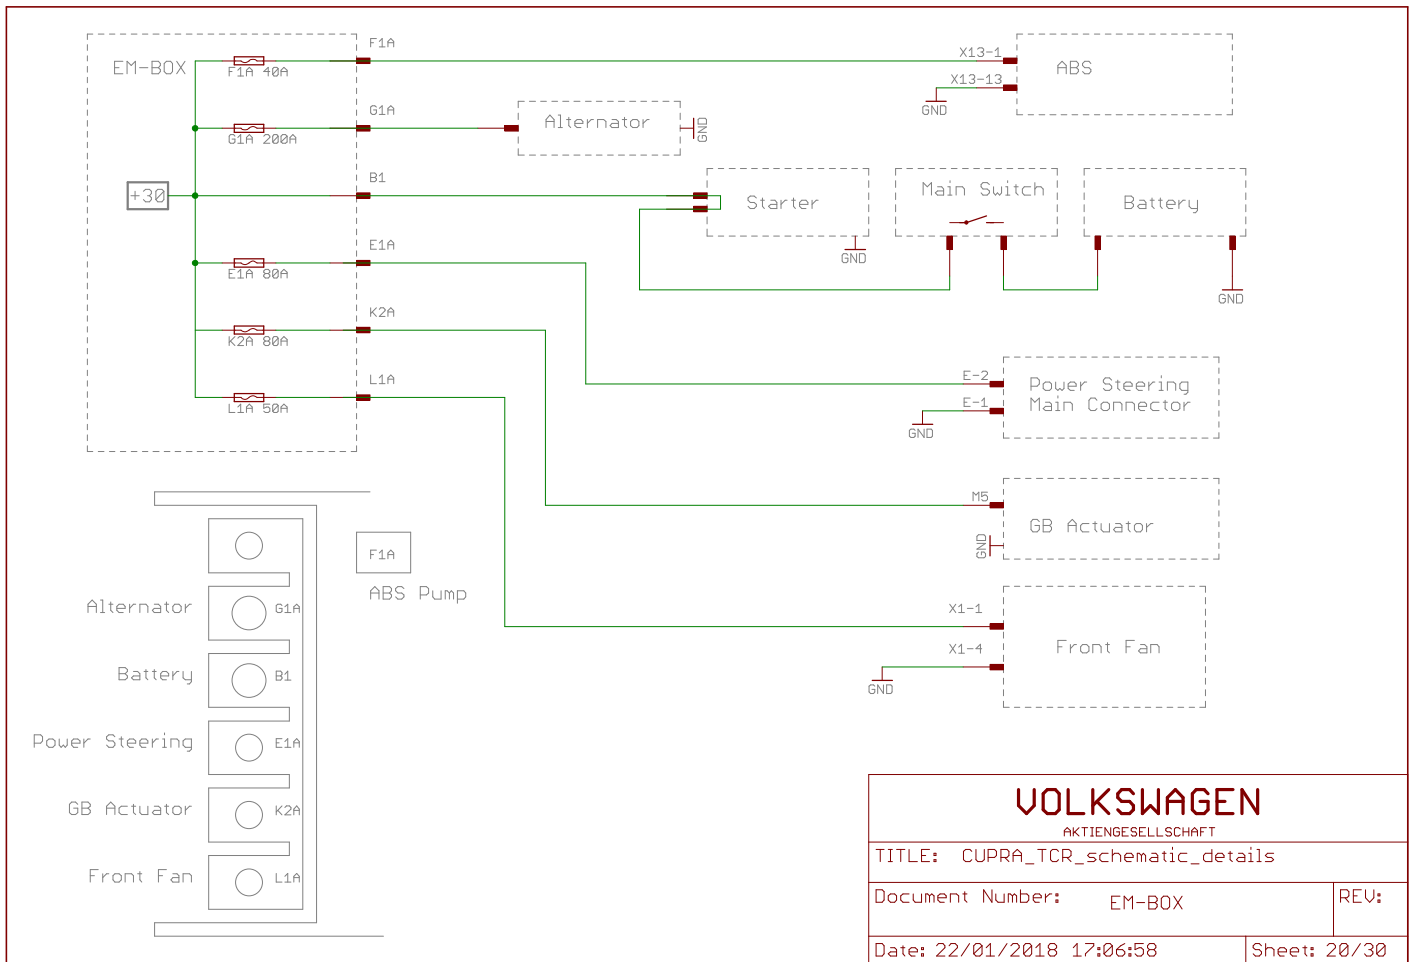 F1A
EM-BOX
F1A 40A
X13-1
ABS
X13-13
GND
G1A
G1A 200A
Alternator
GND
B1
+30
Starter
GND
Main Switch
Battery
GND
E1A
E1A 80A
K2A
K2A 80A
L1A
L1A 50A
E-2
Power Steering
E-1
Main Connector
GND
M5
GB Actuator
GND
X1-1
Front Fan
X1-4
GND
F1A
ABS Pump
Alternator G1A
Battery B1
Power Steering E1A
GB Actuator K2A
Front Fan L1A
VOLKSWAGEN
AKTIENGESELLSCHAFT
TITLE: CUPRA_TCR_schematic_details
Document Number: EM-BOX
REV:
Date: 22/01/2018 17:06:58
Sheet: 20/30